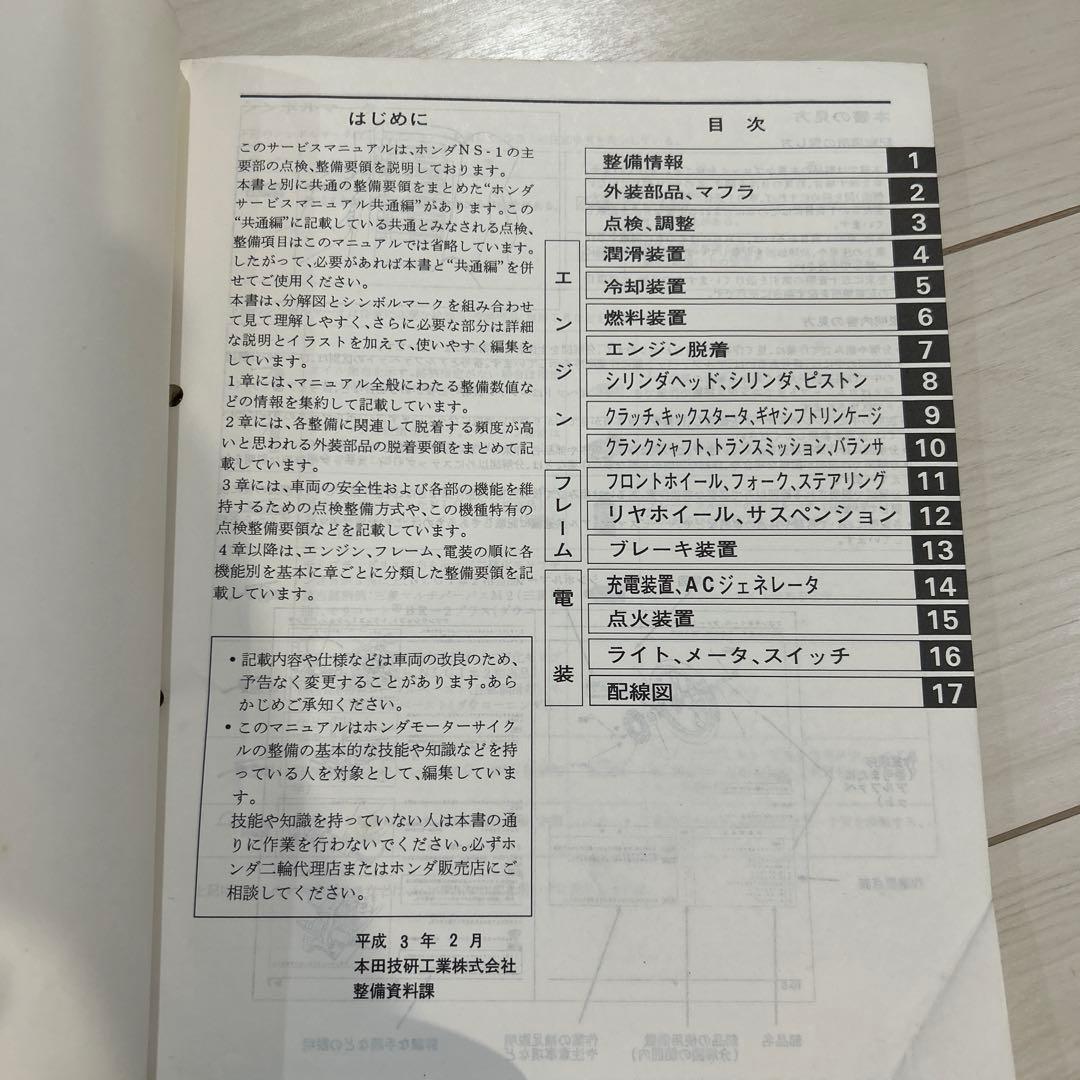 はじめに
このサービスマニュアルは、ホンダNS-1の主
要部の点検、整備要領を説明しております。
本書と別に共通の整備要領をまとめた“ホンダ
サービスマニュアル共通編”があります。この
“共通編”に記載している共通とみなされる点検、
整備項目はこのマニュアルでは省略しています。
したがって、必要があれば本書と“共通編”を併
せてご使用ください。
本書は、分解図とシンボルマークを組み合わせ
て見て理解しやすく、さらに必要な部分は詳細
な説明とイラストを加えて、使いやすく編集を
しています。
1章には、マニュアル全般にわたる整備数値な
どの情報を集約して記載しています。
2章には、各整備に関連して脱着する頻度が高
いと思われる外装部品の脱着要領をまとめて記
載しています。
3章には、車両の安全性および各部の機能を維
持するための点検整備方式や、この機種特有の
点検整備要領などを記載しています。
4章以降は、エンジン、フレーム、電装の順に各
機能別を基本に章ごとに分類した整備要領を記
載しています。
・記載内容や仕様などは車両の改良のため、
予告なく変更することがあります。あら
かじめご承知ください。
・このマニュアルはホンダモーターサイク
ルの整備の基本的な技能や知識などを持
っている人を対象として、編集していま
す。
技能や知識を持っていない人は本書の通
りに作業を行わないでください。必ずホ
ンダ二輪代理店またはホンダ販売店にご
相談してください。
平成 3 年 2 月
本田技研工業株式会社
整備資料課
目 次
整備情報 1
外装部品、マフラ 2
点検、調整 3
エンジン
潤滑装置 4
冷却装置 5
燃料装置 6
エンジン脱着 7
シリンダヘッド、シリンダ、ピストン 8
クラッチ、キックスタータ、ギヤシフトリンケージ 9
クランクシャフト、トランスミッション、バランサ 10
フレーム
フロントホイール、フォーク、ステアリング 11
リヤホイール、サスペンション 12
ブレーキ装置 13
電装
充電装置、ACジェネレータ 14
点火装置 15
ライト、メータ、スイッチ 16
配線図 17